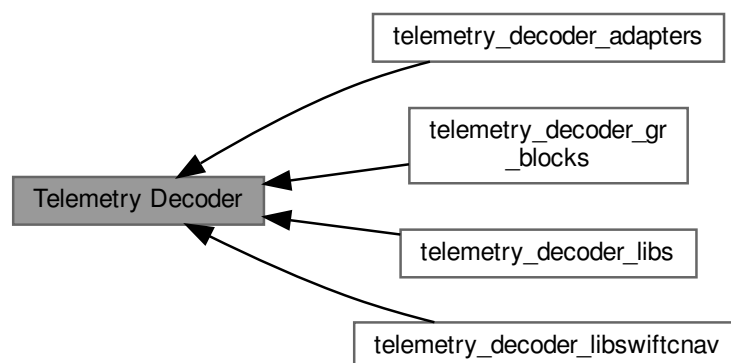 telemetry_decoder_adapters
telemetry_decoder_gr
_blocks
Telemetry Decoder
telemetry_decoder_libs
telemetry_decoder_libswiftcnav